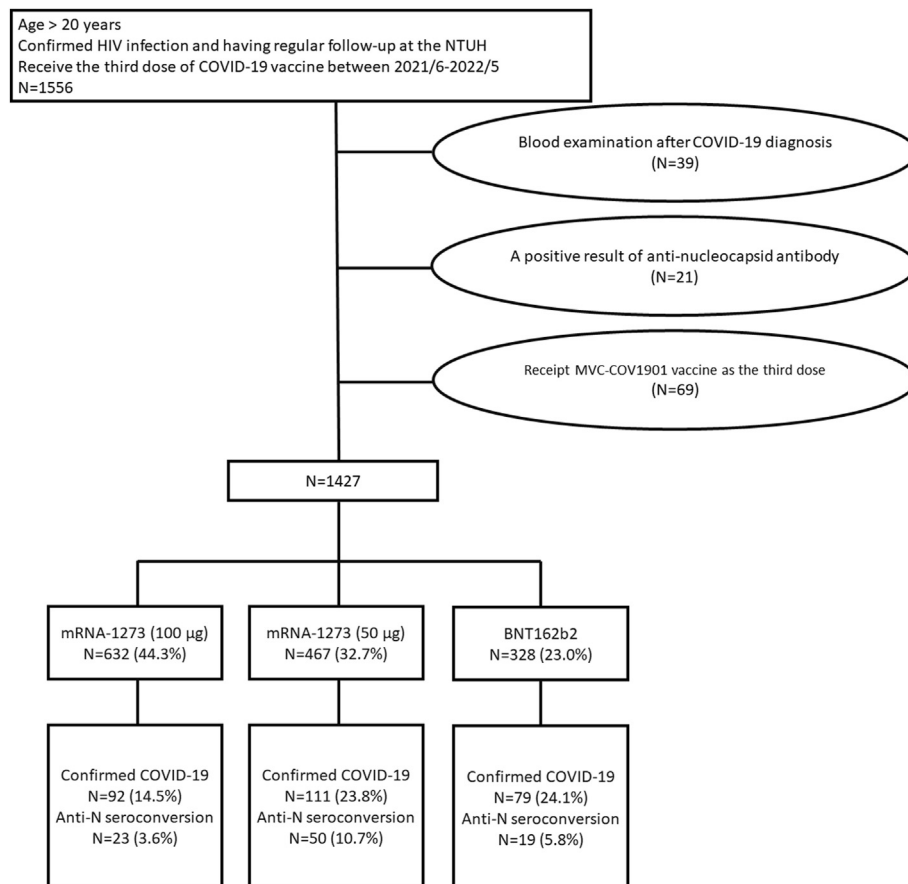 Age > 20 years
Confirmed HIV infection and having regular follow-up at the NTUH
Receive the third dose of COVID-19 vaccine between 2021/6-2022/5
N=1556
Blood examination after COVID-19 diagnosis
(N=39)
A positive result of anti-nucleocapsid antibody
(N=21)
Receipt MVC-COV1901 vaccine as the third dose
(N=69)
N=1427
mRNA-1273 (100 μg)
N=632 (44.3%)
mRNA-1273 (50 μg)
N=467 (32.7%)
BNT162b2
N=328 (23.0%)
Confirmed COVID-19
N=92 (14.5%)
Anti-N seroconversion
N=23 (3.6%)
Confirmed COVID-19
N=111 (23.8%)
Anti-N seroconversion
N=50 (10.7%)
Confirmed COVID-19
N=79 (24.1%)
Anti-N seroconversion
N=19 (5.8%)